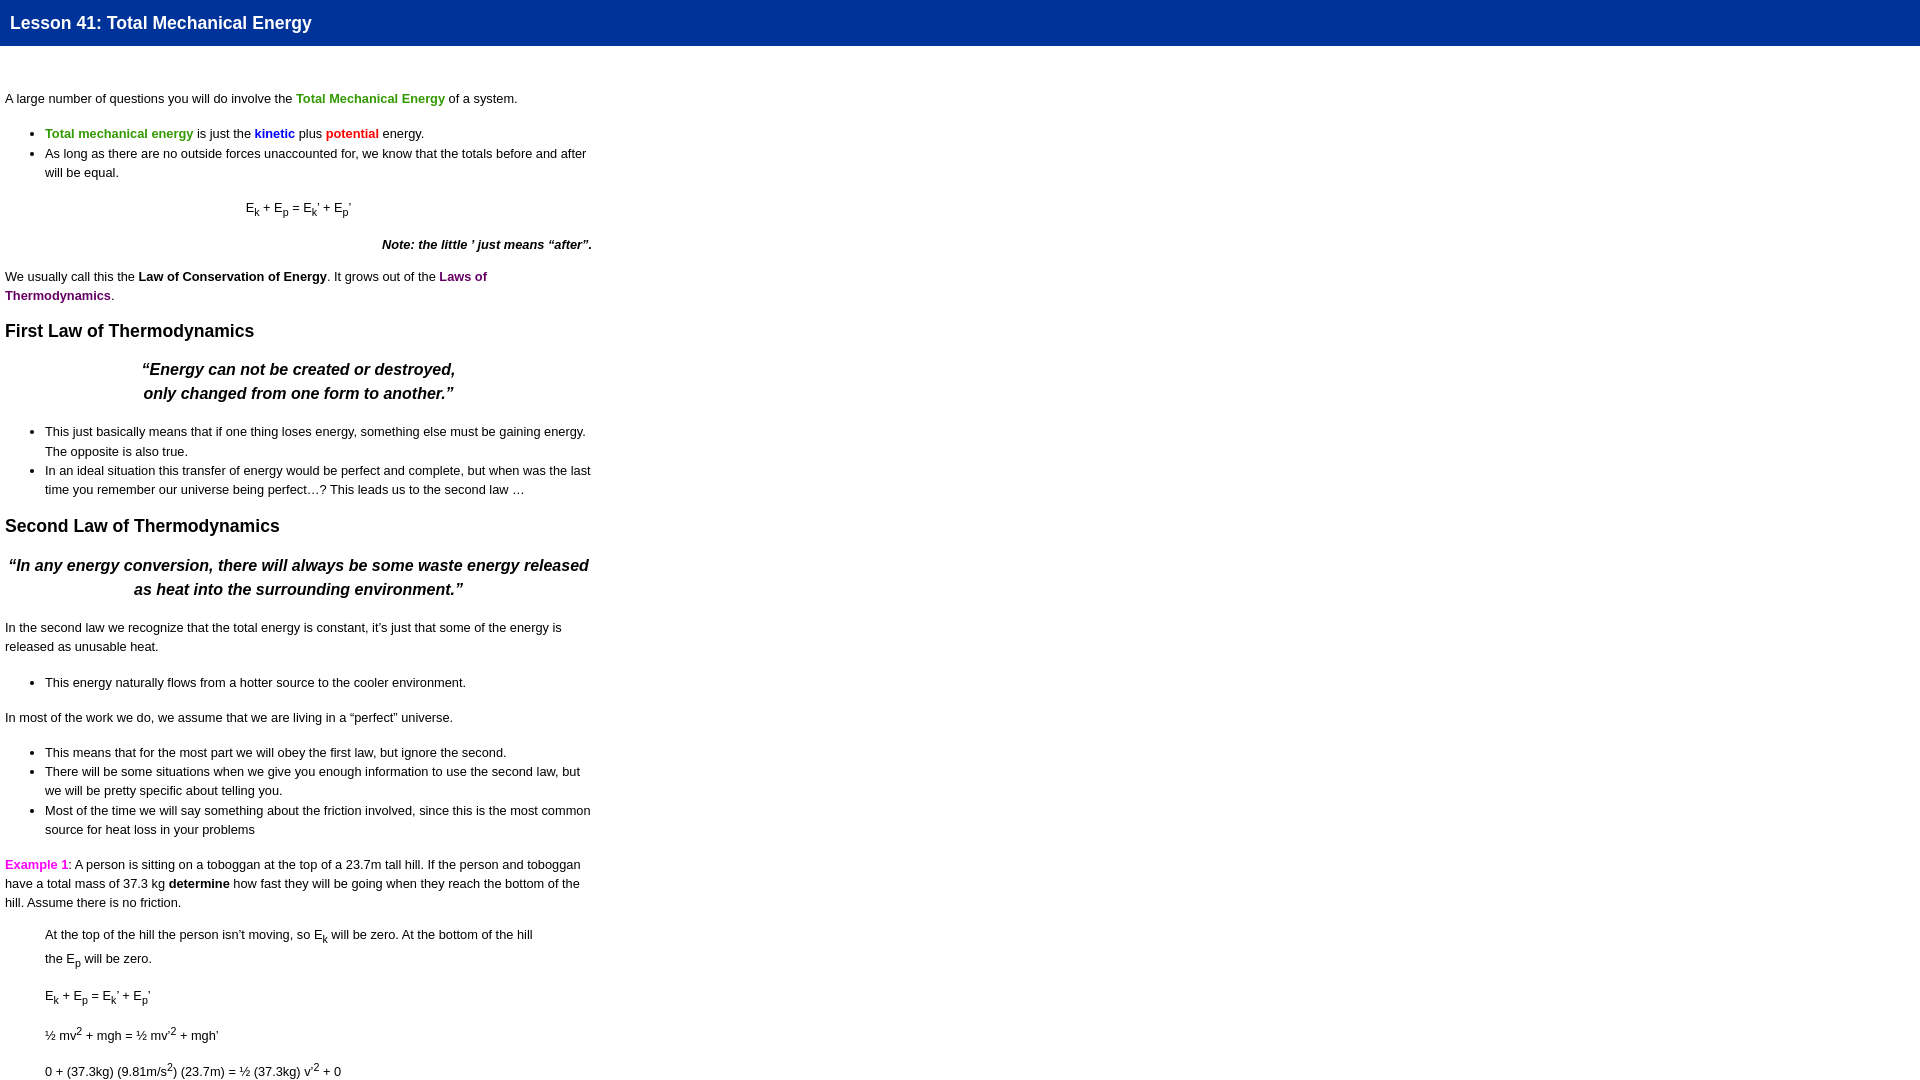 Lesson 41: Total Mechanical Energy
A large number of questions you will do involve the Total Mechanical Energy of a system.
• Total mechanical energy is just the kinetic plus potential energy.
• As long as there are no outside forces unaccounted for, we know that the totals before and after
will be equal.
Ek + Ep = Ek’ + Ep’
Note: the little ’ just means “after”.
We usually call this the Law of Conservation of Energy. It grows out of the Laws of
Thermodynamics.
First Law of Thermodynamics
“Energy can not be created or destroyed,
only changed from one form to another.”
• This just basically means that if one thing loses energy, something else must be gaining energy.
The opposite is also true.
• In an ideal situation this transfer of energy would be perfect and complete, but when was the last
time you remember our universe being perfect…? This leads us to the second law …
Second Law of Thermodynamics
“In any energy conversion, there will always be some waste energy released
as heat into the surrounding environment.”
In the second law we recognize that the total energy is constant, it’s just that some of the energy is
released as unusable heat.
• This energy naturally flows from a hotter source to the cooler environment.
In most of the work we do, we assume that we are living in a “perfect” universe.
• This means that for the most part we will obey the first law, but ignore the second.
• There will be some situations when we give you enough information to use the second law, but
we will be pretty specific about telling you.
• Most of the time we will say something about the friction involved, since this is the most common
source for heat loss in your problems
Example 1: A person is sitting on a toboggan at the top of a 23.7m tall hill. If the person and toboggan
have a total mass of 37.3 kg determine how fast they will be going when they reach the bottom of the
hill. Assume there is no friction.
At the top of the hill the person isn’t moving, so Ek will be zero. At the bottom of the hill
the Ep will be zero.
Ek + Ep = Ek’ + Ep’
½ mv2 + mgh = ½ mv’2 + mgh’
0 + (37.3kg) (9.81m/s2) (23.7m) = ½ (37.3kg) v’2 + 0